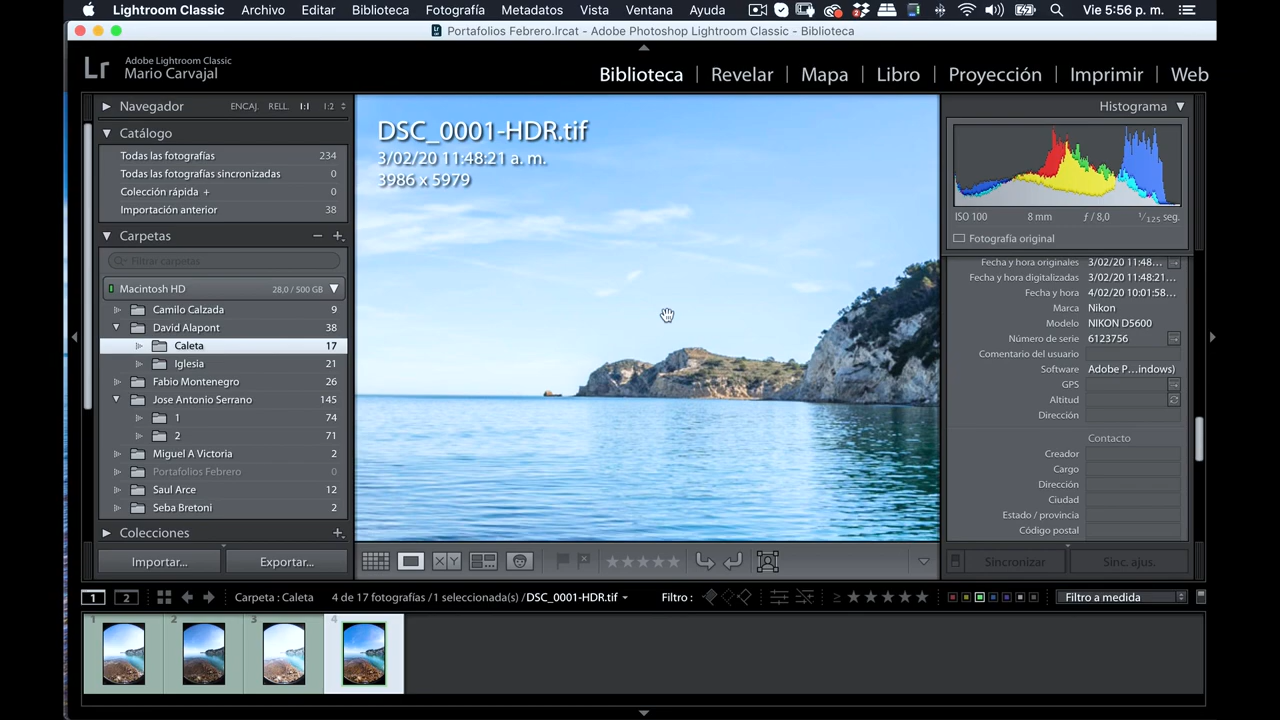 Lightroom Classic Archivo Editar Biblioteca Fotografía Metadatos Vista Ventana Ayuda Vie 5:56 p. m.
Portafolios Febrero.lrcat - Adobe Photoshop Lightroom Classic - Biblioteca
Lr Adobe Lightroom Classic
Mario Carvajal
Biblioteca Revelar Mapa Libro Proyección Imprimir Web
Navegador ENCAJ. RELL. 1:1 1:2
Catálogo
Todas las fotografías 234
Todas las fotografías sincronizadas 0
Colección rápida + 0
Importación anterior 38
Carpetas
Filtrar carpetas
Macintosh HD 28,0 / 500 GB
Camilo Calzada 9
David Alapont 38
Caleta 17
Iglesia 21
Fabio Montenegro 26
Jose Antonio Serrano 145
1 74
2 71
Miguel A Victoria 2
Portafolios Febrero 0
Saul Arce 12
Seba Bretoni 2
Colecciones
Importar... Exportar...
DSC_0001-HDR.tif
3/02/20 11:48:21 a. m.
3986 x 5979
Histograma
ISO 100 8 mm ƒ / 8,0 1/125 seg.
Fotografía original
Fecha y hora originales 3/02/20 11:48...
Fecha y hora digitalizadas 3/02/20 11:48:21...
Fecha y hora 4/02/20 10:01:58...
Marca Nikon
Modelo NIKON D5600
Número de serie 6123756
Comentario del usuario
Software Adobe P...indows)
GPS
Altitud
Dirección
Contacto
Creador
Cargo
Dirección
Ciudad
Estado / provincia
Código postal
Sincronizar Sinc. ajus.
1 2 Carpeta : Caleta 4 de 17 fotografías /1 seleccionada(s) /DSC_0001-HDR.tif Filtro : ≥ Filtro a medida
1 2 3 4